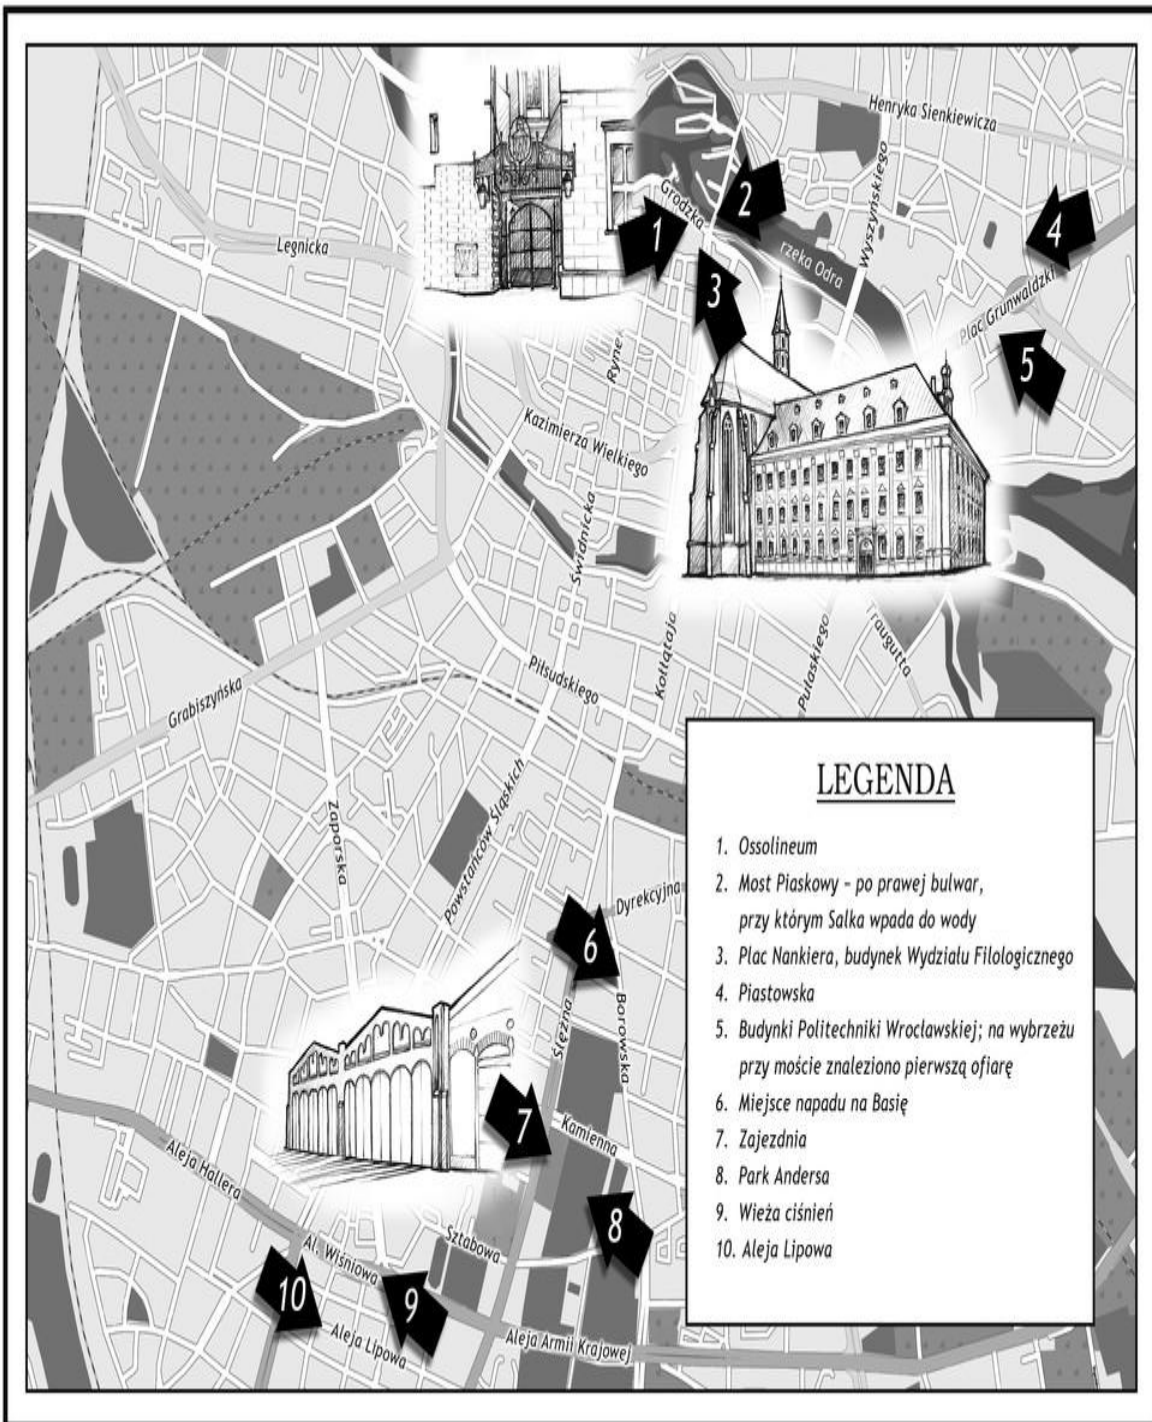 Henryka Sienkiewicza
Wyszyńskiego
Grodzka
1
2
4
Legnicka
rzeka Odra
3
Plac Grunwaldzki
5
Rynek
Kazimierza Wielkiego
Świdnicka
Kołłątaja
Pułaskiego
Traugutta
Piłsudskiego
Grabiszyńska
Powstańców Śląskich
Zaporska
Dyrekcyjna
6
Ślężna
Borowska
7
Kamienna
Aleja Hallera
8
Sztabowa
Al. Wiśniowa
10
9
Aleja Lipowa
Aleja Armii Krajowej
LEGENDA
1. Ossolineum
2. Most Piaskowy - po prawej bulwar,
przy którym Salka wpada do wody
3. Plac Nankiera, budynek Wydziału Filologicznego
4. Piastowska
5. Budynki Politechniki Wrocławskiej; na wybrzeżu
przy moście znaleziono pierwszą ofiarę
6. Miejsce napadu na Basię
7. Zajezdnia
8. Park Andersa
9. Wieża ciśnień
10. Aleja Lipowa